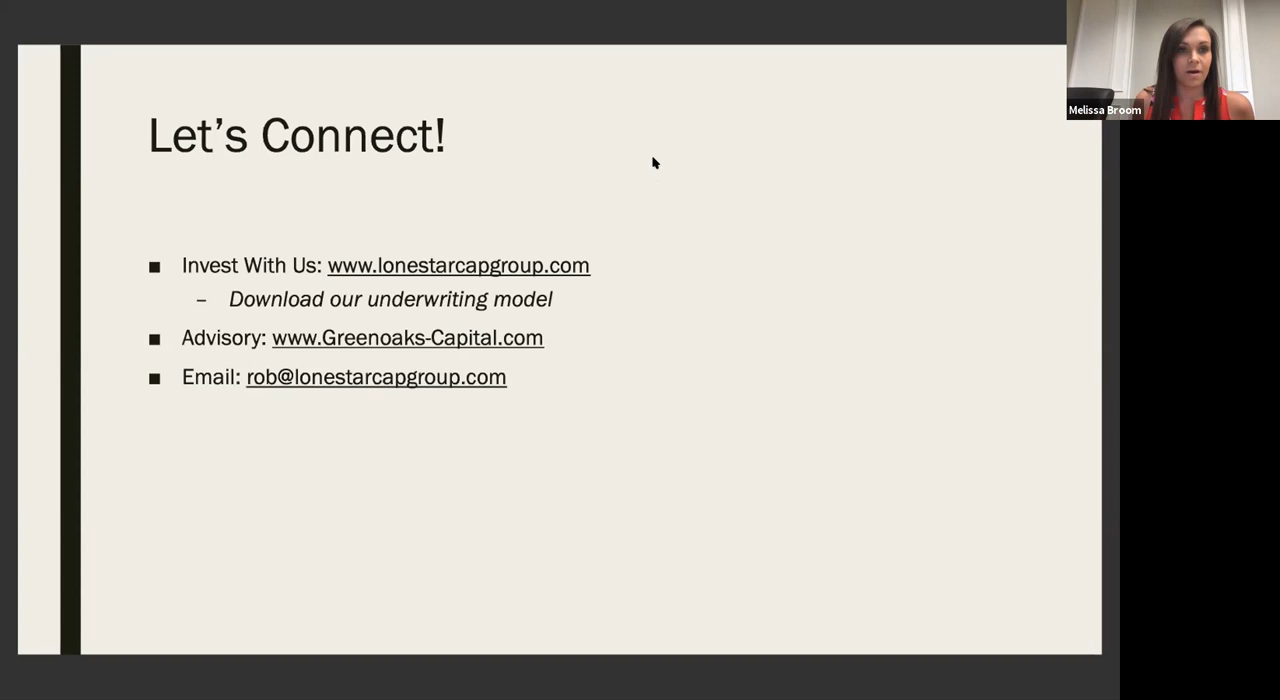 Melissa Broom
Let’s Connect!
■ Invest With Us: www.lonestarcapgroup.com
– Download our underwriting model
■ Advisory: www.Greenoaks-Capital.com
■ Email: rob@lonestarcapgroup.com